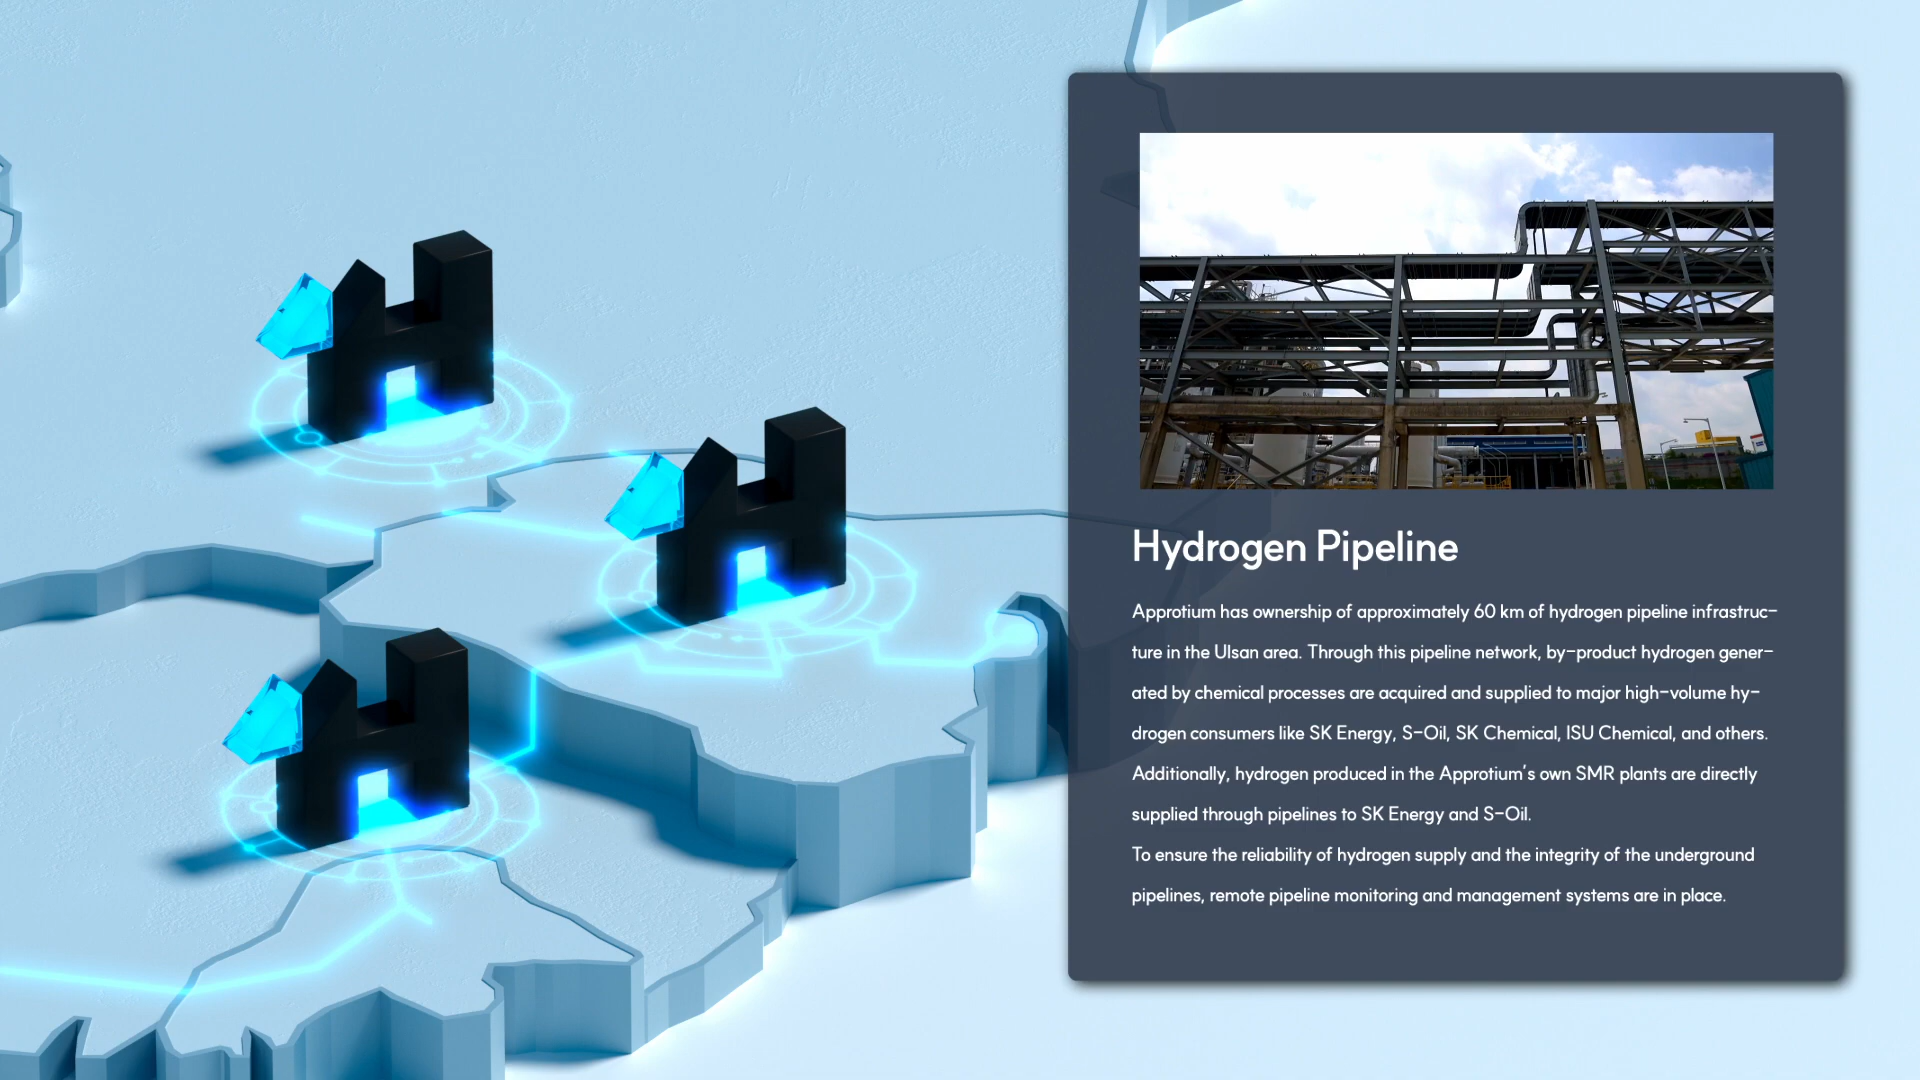 Hydrogen Pipeline
Approtium has ownership of approximately 60 km of hydrogen pipeline infrastruc-
ture in the Ulsan area. Through this pipeline network, by-product hydrogen gener-
ated by chemical processes are acquired and supplied to major high-volume hy-
drogen consumers like SK Energy, S-Oil, SK Chemical, ISU Chemical, and others.
Additionally, hydrogen produced in the Approtium's own SMR plants are directly
supplied through pipelines to SK Energy and S-Oil.
To ensure the reliability of hydrogen supply and the integrity of the underground
pipelines, remote pipeline monitoring and management systems are in place.